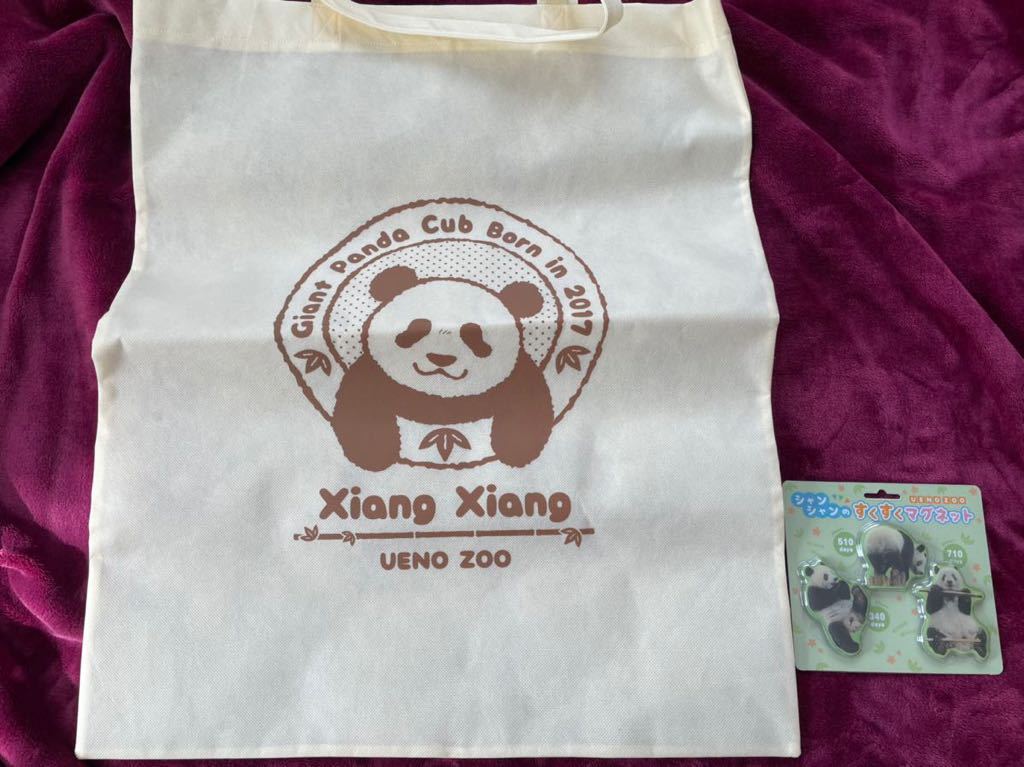 Giant Panda Cub Born in 2017
Xiang Xiang
UENO ZOO
UENO ZOO
シャン
シャンの
すくすくマグネット
510
days
710
340
days